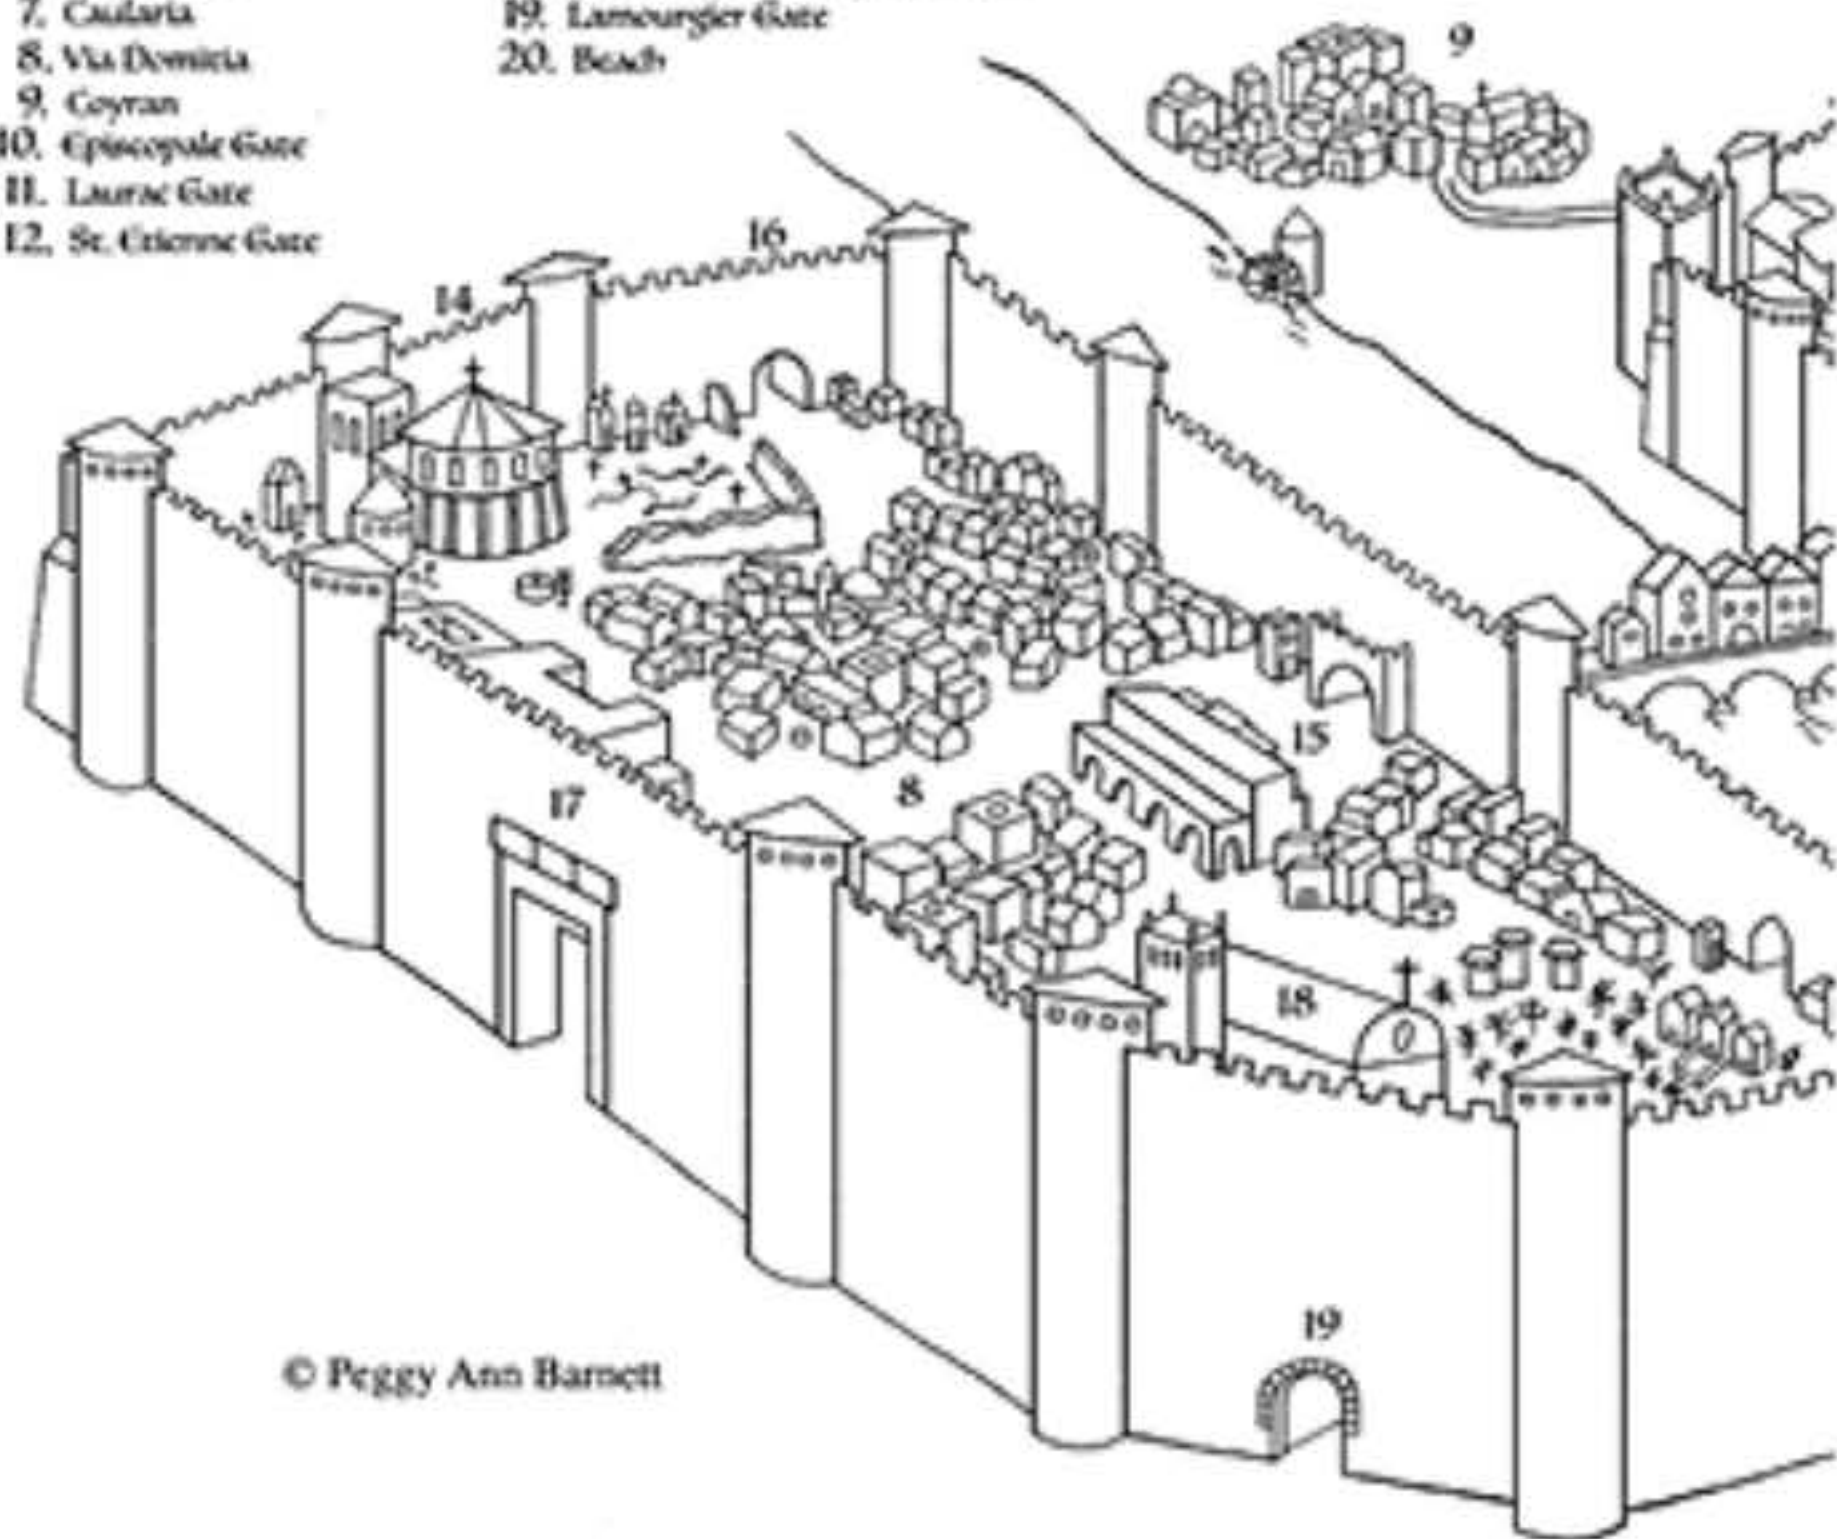 7. Caularia
8. Via Domitia
9. Coyran
10. Episcopale Gate
11. Laurac Gate
12. St. Etienne Gate
19. Lamourgier Gate
20. Beach
9
16
14
15
8
17
18
19
© Peggy Ann Barnett